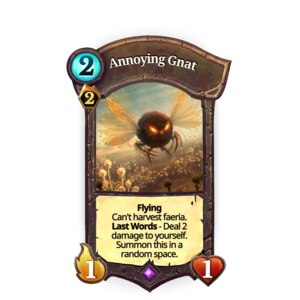 2
Annoying Gnat
2
Flying
Can't harvest faeria.
Last Words - Deal 2
damage to yourself.
Summon this in a
random space.
1
1